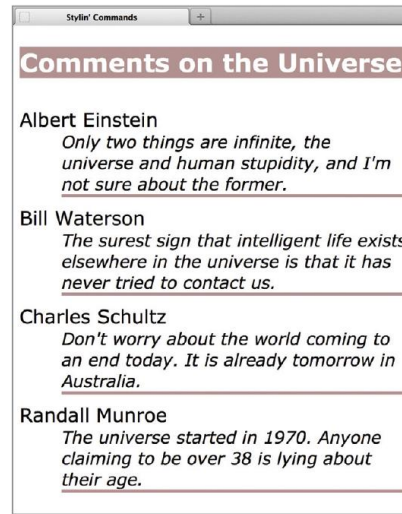 Stylin' Commands
Comments on the Universe
Albert Einstein
Only two things are infinite, the
universe and human stupidity, and I'm
not sure about the former.
Bill Waterson
The surest sign that intelligent life exists
elsewhere in the universe is that it has
never tried to contact us.
Charles Schultz
Don't worry about the world coming to
an end today. It is already tomorrow in
Australia.
Randall Munroe
The universe started in 1970. Anyone
claiming to be over 38 is lying about
their age.